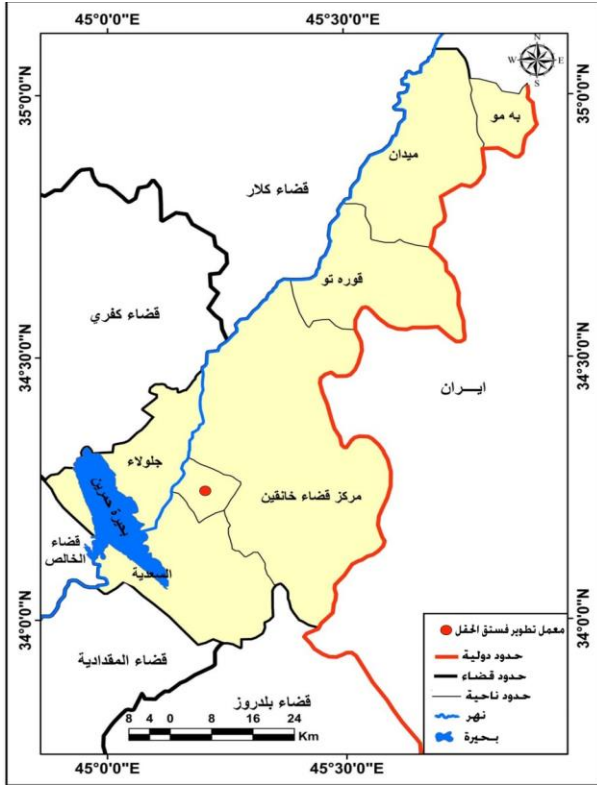 45°0'0"E
45°30'0"E
N
W
E
S
35°0'0"N
35°0'0"N
به مو
ميدان
قضاء كلار
قوره تو
قضاء كفري
34°30'0"N
34°30'0"N
ايـــران
جلولاء
مركز قضاء خانقين
بحيرة حمرين
قضاء
الخالص
السعدية
34°0'0"N
34°0'0"N
قضاء المقدادية
قضاء بلدروز
8 4 0 8 16 24
Km
معمل تطوير فستق الحقل
حدود دولية
حدود قضاء
حدود ناحية
نهر
بحيرة
45°0'0"E
45°30'0"E